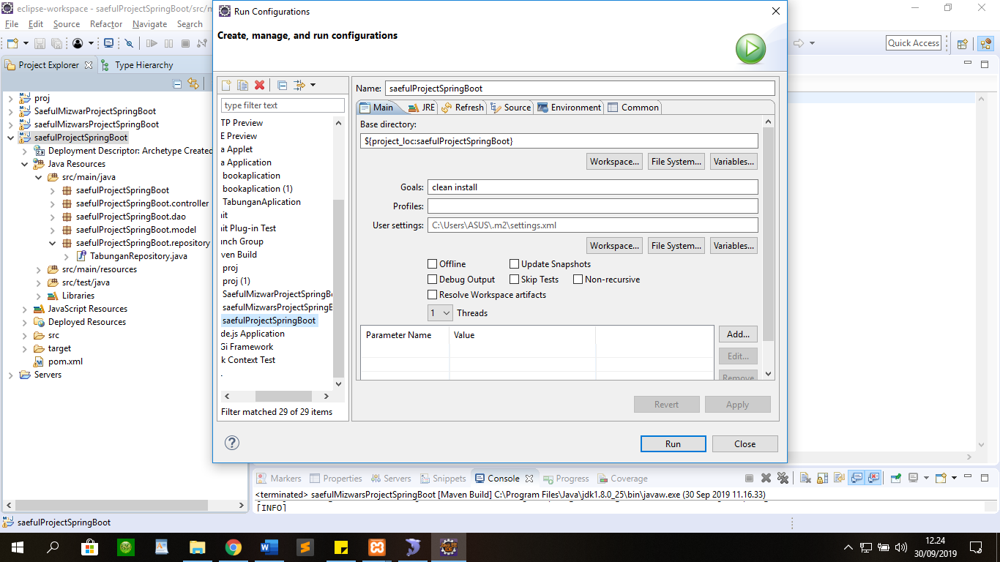 eclipse-workspace - saefulProjectSpringBoot/src/m
File Edit Source Refactor Navigate Search
Quick Access
Project Explorer
Type Hierarchy
proj
SaefulMizwarProjectSpringBoot
saefulMizwarsProjectSpringBoot
saefulProjectSpringBoot
Deployment Descriptor: Archetype Created
Java Resources
src/main/java
saefulProjectSpringBoot
saefulProjectSpringBoot.controller
saefulProjectSpringBoot.dao
saefulProjectSpringBoot.model
saefulProjectSpringBoot.repository
TabunganRepository.java
src/main/resources
src/test/java
Libraries
JavaScript Resources
Deployed Resources
src
target
pom.xml
Servers
Run Configurations
Create, manage, and run configurations
type filter text
TP Preview
E Preview
a Applet
a Application
bookaplication
bookaplication (1)
TabunganAplication
it
it Plug-in Test
nch Group
ven Build
proj
proj (1)
SaefulMizwarProjectSpringBo
saefulMizwarsProjectSpringB
saefulProjectSpringBoot
de.js Application
Gi Framework
k Context Test
Filter matched 29 of 29 items
Name: saefulProjectSpringBoot
Main JRE Refresh Source Environment Common
Base directory:
${project_loc:saefulProjectSpringBoot}
Workspace... File System... Variables...
Goals: clean install
Profiles:
User settings: C:\Users\ASUS\.m2\settings.xml
Workspace... File System... Variables...
Offline Update Snapshots
Debug Output Skip Tests Non-recursive
Resolve Workspace artifacts
1 Threads
Parameter Name Value
Add...
Edit...
Remove
Revert Apply
Run Close
Markers Properties Servers Snippets Console Progress Coverage
<terminated> saefulMizwarsProjectSpringBoot [Maven Build] C:\Program Files\Java\jdk1.8.0_25\bin\javaw.exe (30 Sep 2019 11.16.33)
[INFO]
saefulProjectSpringBoot
12.24
30/09/2019